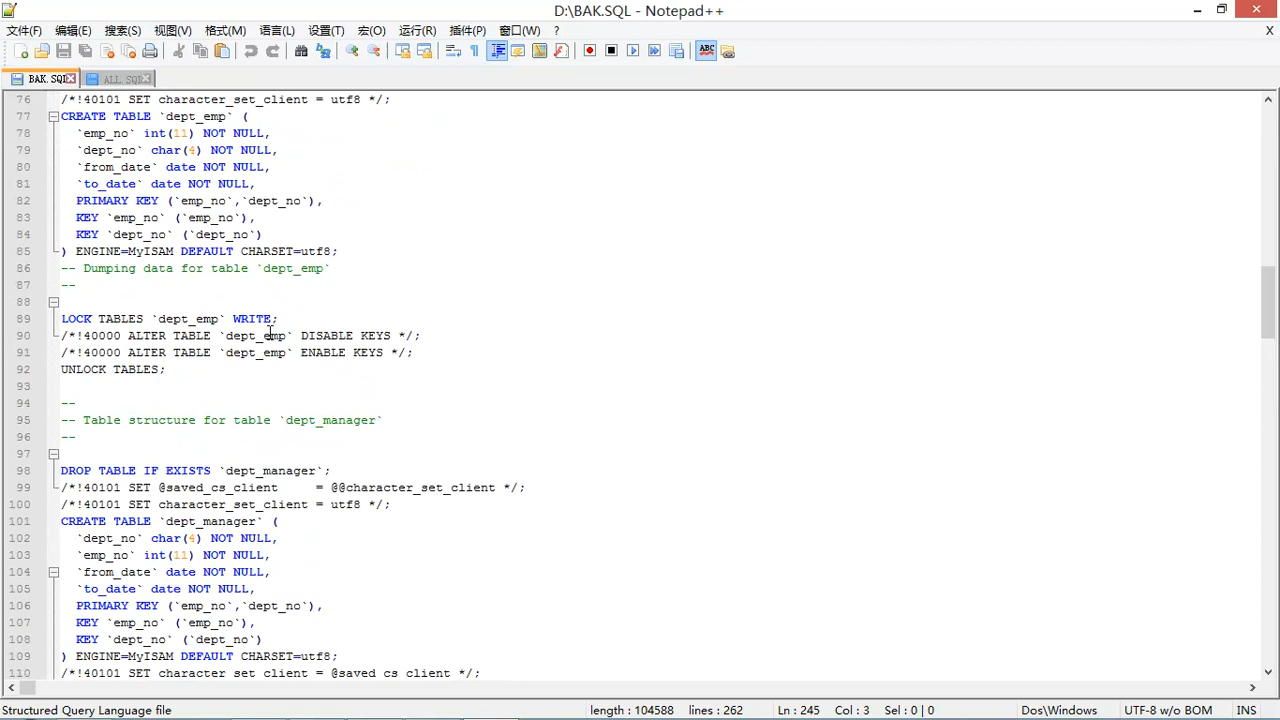 D:\BAK.SQL - Notepad++
文件(F) 编辑(E) 搜索(S) 视图(V) 格式(M) 语言(L) 设置(T) 宏(O) 运行(R) 插件(P) 窗口(W) ? X
ABC
BAK.SQL ALL.SQL
76 /*!40101 SET character_set_client = utf8 */;
77 CREATE TABLE `dept_emp` (
78 `emp_no` int(11) NOT NULL,
79 `dept_no` char(4) NOT NULL,
80 `from_date` date NOT NULL,
81 `to_date` date NOT NULL,
82 PRIMARY KEY (`emp_no`,`dept_no`),
83 KEY `emp_no` (`emp_no`),
84 KEY `dept_no` (`dept_no`)
85 ) ENGINE=MyISAM DEFAULT CHARSET=utf8;
86 -- Dumping data for table `dept_emp`
87 --
88
89 LOCK TABLES `dept_emp` WRITE;
90 /*!40000 ALTER TABLE `dept_emp` DISABLE KEYS */;
91 /*!40000 ALTER TABLE `dept_emp` ENABLE KEYS */;
92 UNLOCK TABLES;
93
94 --
95 -- Table structure for table `dept_manager`
96 --
97
98 DROP TABLE IF EXISTS `dept_manager`;
99 /*!40101 SET @saved_cs_client     = @@character_set_client */;
100 /*!40101 SET character_set_client = utf8 */;
101 CREATE TABLE `dept_manager` (
102 `dept_no` char(4) NOT NULL,
103 `emp_no` int(11) NOT NULL,
104 `from_date` date NOT NULL,
105 `to_date` date NOT NULL,
106 PRIMARY KEY (`emp_no`,`dept_no`),
107 KEY `emp_no` (`emp_no`),
108 KEY `dept_no` (`dept_no`)
109 ) ENGINE=MyISAM DEFAULT CHARSET=utf8;
110 /*!40101 SET character_set_client = @saved_cs_client */;
Structured Query Language file length : 104588 lines : 262 Ln : 245 Col : 3 Sel : 0 | 0 Dos\Windows UTF-8 w/o BOM INS